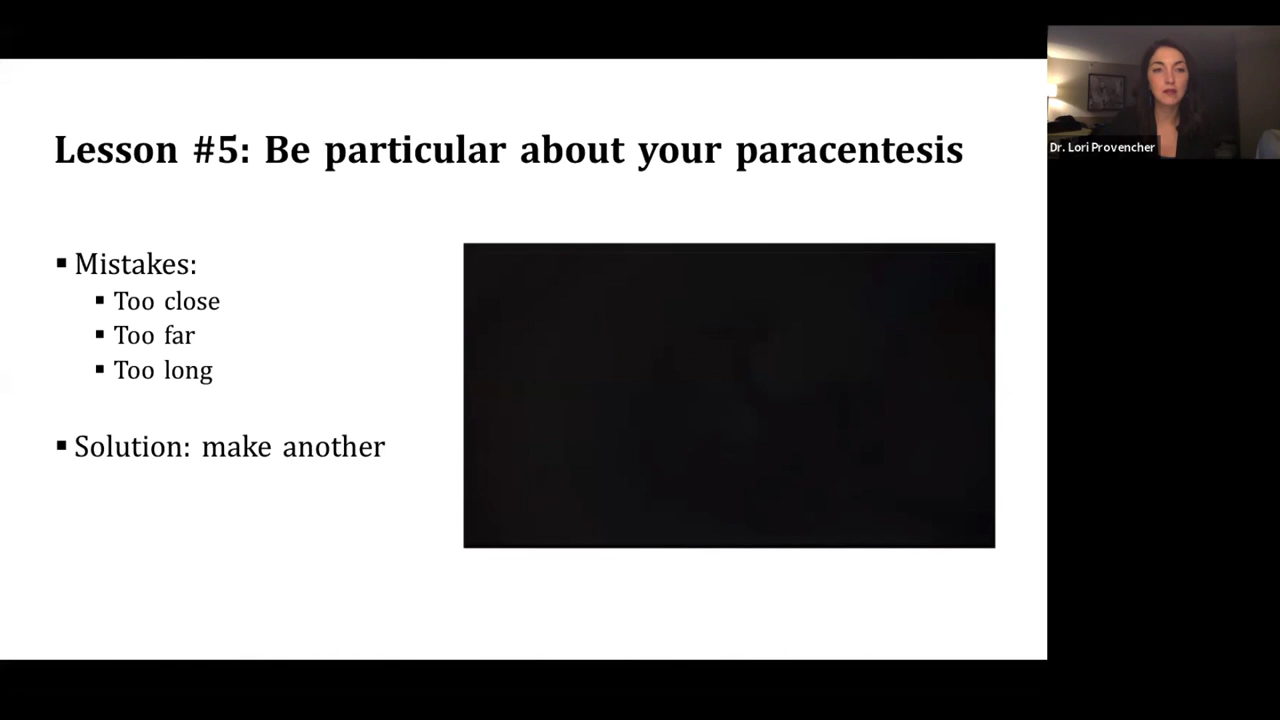 Lesson #5: Be particular about your paracentesis
▪ Mistakes:
▪ Too close
▪ Too far
▪ Too long
▪ Solution: make another
Dr. Lori Provencher